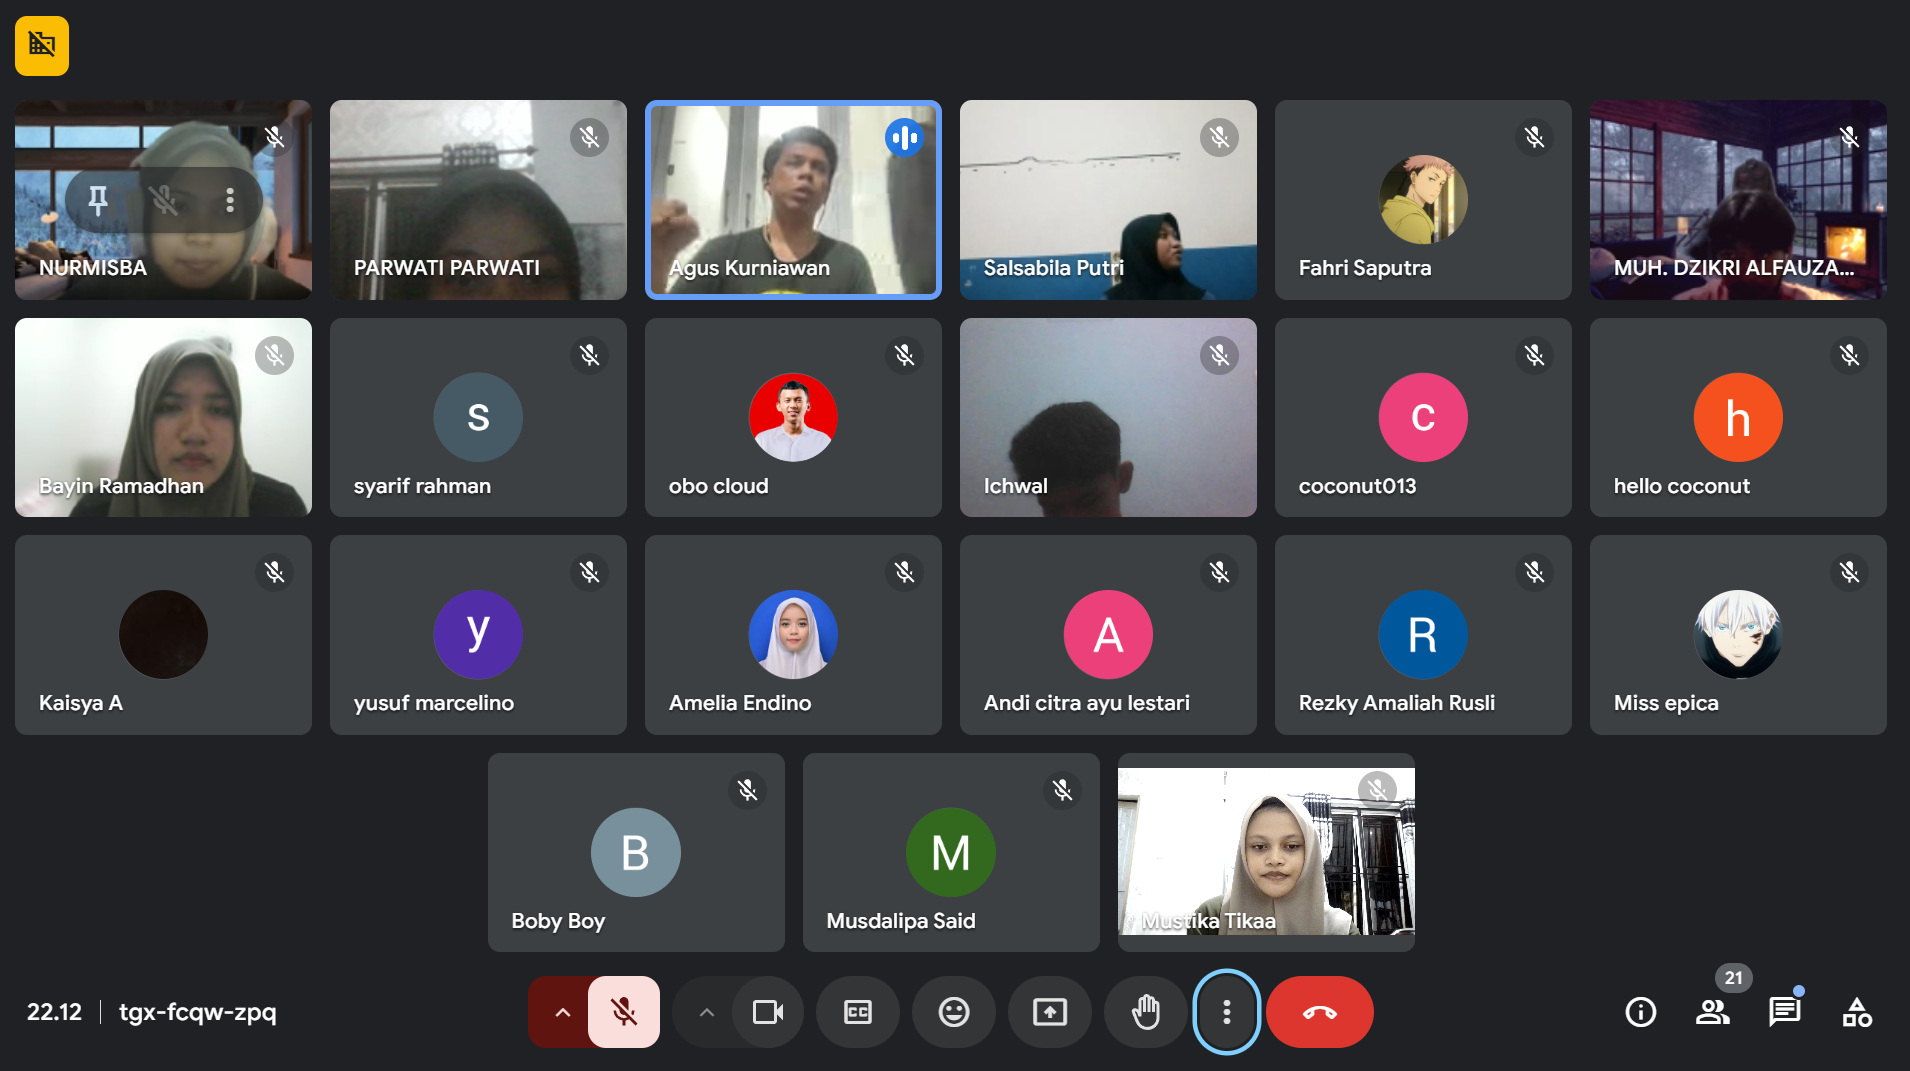 NURMISBA
PARWATI PARWATI
Agus Kurniawan
Salsabila Putri
Fahri Saputra
MUH. DZIKRI ALFAUZA...
Bayin Ramadhan
s
syarif rahman
obo cloud
Ichwal
c
coconut013
h
hello coconut
Kaisya A
y
yusuf marcelino
Amelia Endino
A
Andi citra ayu lestari
R
Rezky Amaliah Rusli
Miss epica
B
Boby Boy
M
Musdalipa Said
Mustika Tikaa
22.12
tgx-fcqw-zpq
CC
21